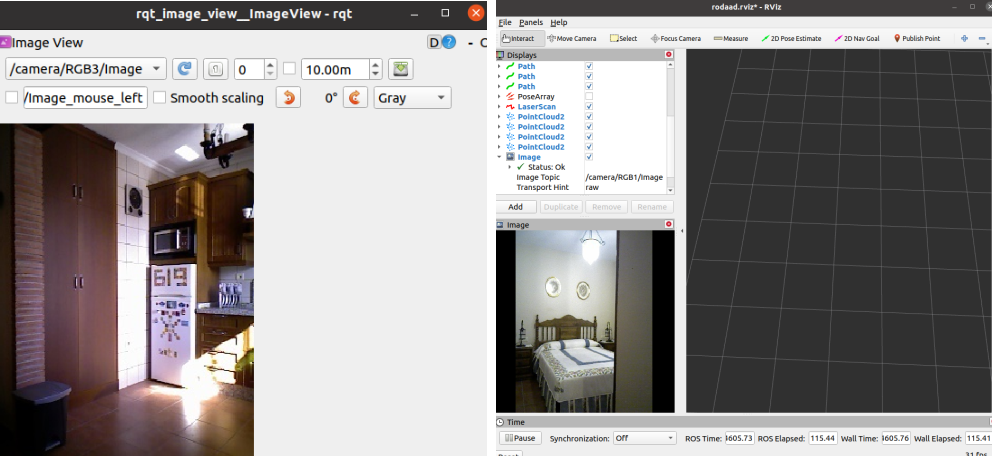 rqt_image_view__ImageView - rqt
Image View
D
?
- 
/camera/RGB3/Image
0
10.00m
/Image_mouse_left
Smooth scaling
0°
Gray
619
rodaad.rviz* - RViz
File Panels Help
Interact Move Camera Select Focus Camera Measure 2D Pose Estimate 2D Nav Goal Publish Point
Displays
Path
Path
Path
PoseArray
LaserScan
PointCloud2
PointCloud2
PointCloud2
PointCloud2
Image
Status: Ok
Image Topic /camera/RGB1/Image
Transport Hint raw
Add Duplicate Remove Rename
Image
Time
Pause Synchronization: Off ROS Time: 3605.73 ROS Elapsed: 115.44 Wall Time: 3605.76 Wall Elapsed: 115.41
31 fps